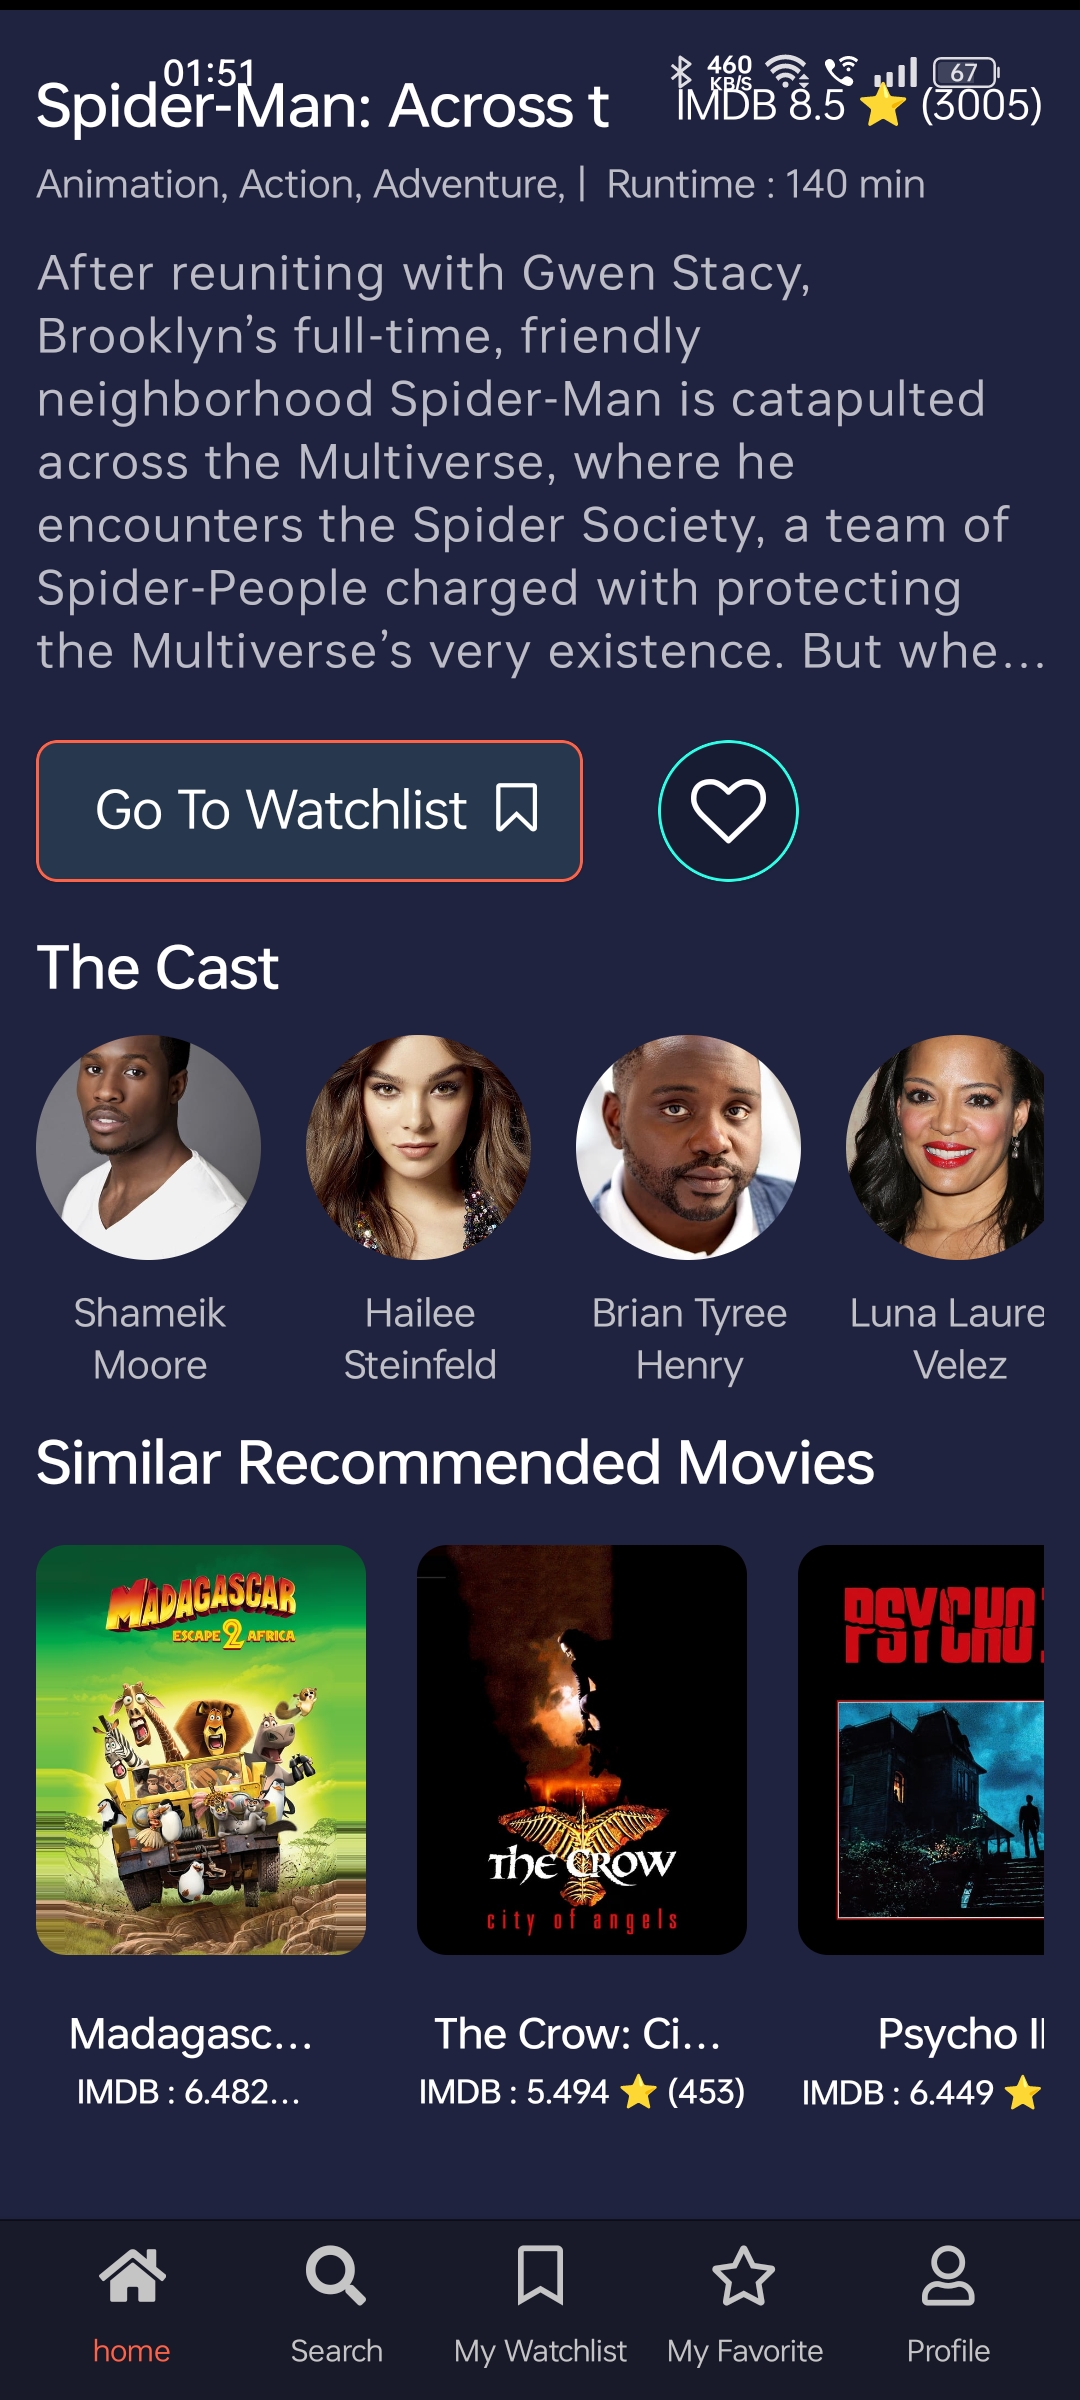 01:51
460
KB/S
67
Spider-Man: Across t
IMDB 8.5 ⭐ (3005)
Animation, Action, Adventure, | Runtime : 140 min
After reuniting with Gwen Stacy,
Brooklyn’s full-time, friendly
neighborhood Spider-Man is catapulted
across the Multiverse, where he
encounters the Spider Society, a team of
Spider-People charged with protecting
the Multiverse’s very existence. But whe…
Go To Watchlist
The Cast
Shameik
Moore
Hailee
Steinfeld
Brian Tyree
Henry
Luna Laure
Velez
Similar Recommended Movies
MADAGASCAR
ESCAPE 2 AFRICA
THE CROW
city of angels
PSYCHO
Madagasc…
IMDB : 6.482…
The Crow: Ci…
IMDB : 5.494 ⭐ (453)
Psycho II
IMDB : 6.449 ⭐
home
Search
My Watchlist
My Favorite
Profile